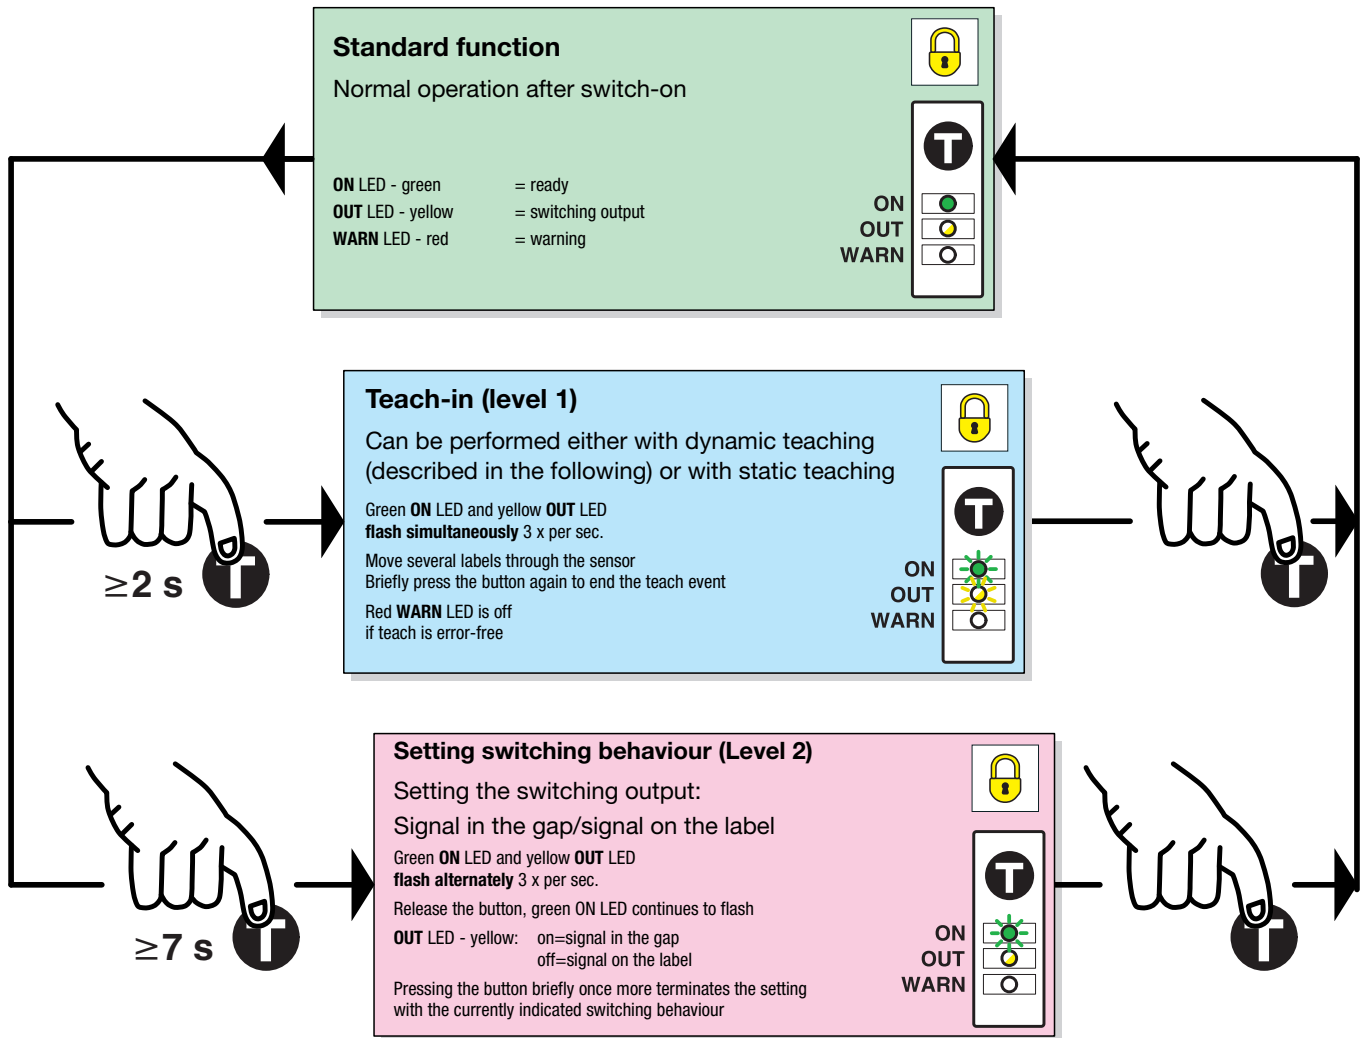 Standard function
Normal operation after switch-on
ON LED - green = ready
OUT LED - yellow = switching output
WARN LED - red = warning
T
ON
OUT
WARN
Teach-in (level 1)
Can be performed either with dynamic teaching
(described in the following) or with static teaching
Green ON LED and yellow OUT LED
flash simultaneously 3 x per sec.
Move several labels through the sensor
Briefly press the button again to end the teach event
Red WARN LED is off
if teach is error-free
T
ON
OUT
WARN
≥2 s
T
T
Setting switching behaviour (Level 2)
Setting the switching output:
Signal in the gap/signal on the label
Green ON LED and yellow OUT LED
flash alternately 3 x per sec.
Release the button, green ON LED continues to flash
OUT LED - yellow: on=signal in the gap
off=signal on the label
Pressing the button briefly once more terminates the setting
with the currently indicated switching behaviour
T
ON
OUT
WARN
≥7 s
T
T